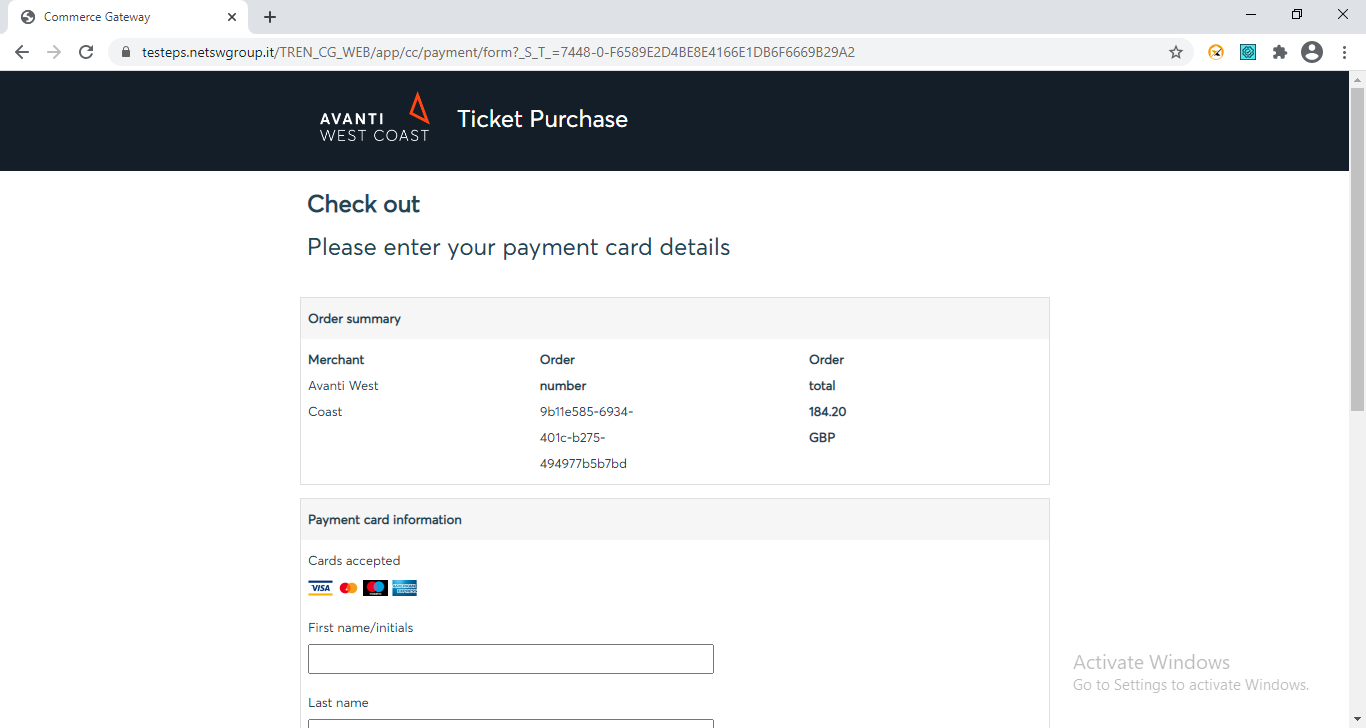 Commerce Gateway
testeps.netswgroup.it/TREN_CG_WEB/app/cc/payment/form?_S_T_=7448-0-F6589E2D4BE8E4166E1DB6F6669B29A2
AVANTI
WEST COAST
Ticket Purchase
Check out
Please enter your payment card details
Order summary
Merchant
Avanti West
Coast
Order
number
9b11e585-6934-
401c-b275-
494977b5b7bd
Order
total
184.20
GBP
Payment card information
Cards accepted
VISA
First name/initials
Last name
Activate Windows
Go to Settings to activate Windows.